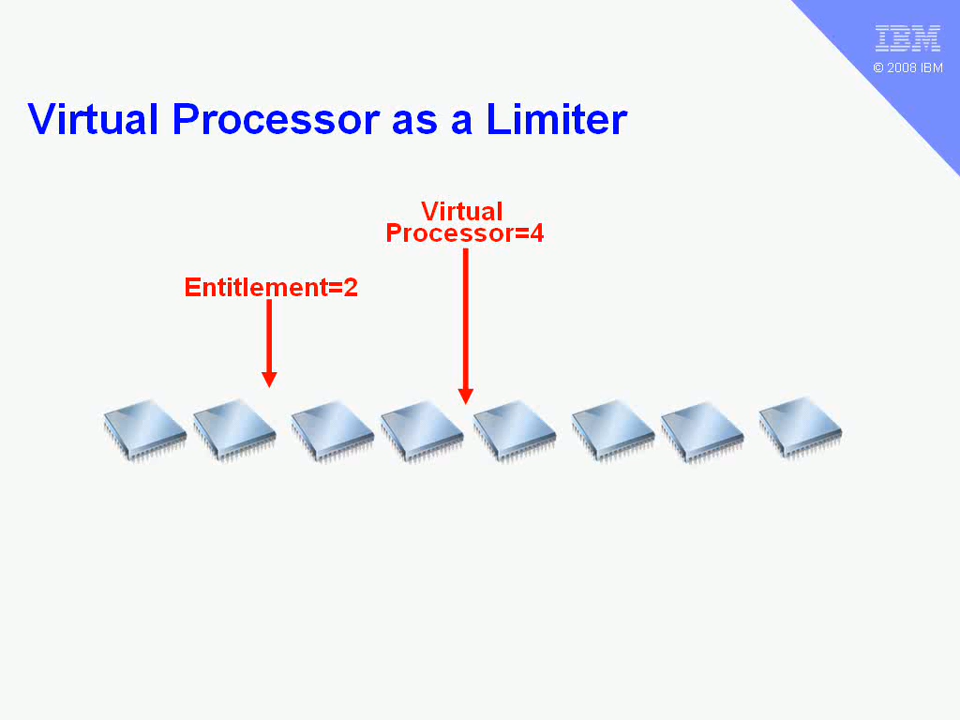 IBM
© 2008 IBM
Virtual Processor as a Limiter
Virtual
Processor=4
Entitlement=2